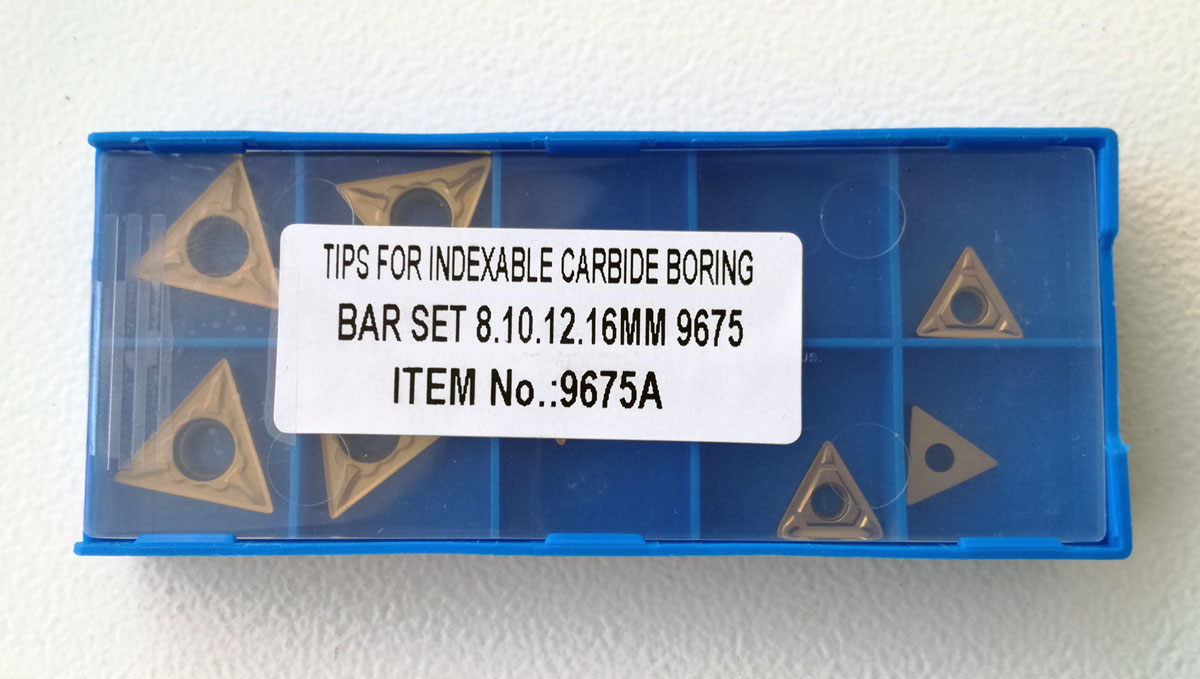 TIPS FOR INDEXABLE CARBIDE BORING
BAR SET 8.10.12.16MM 9675
ITEM No.:9675A